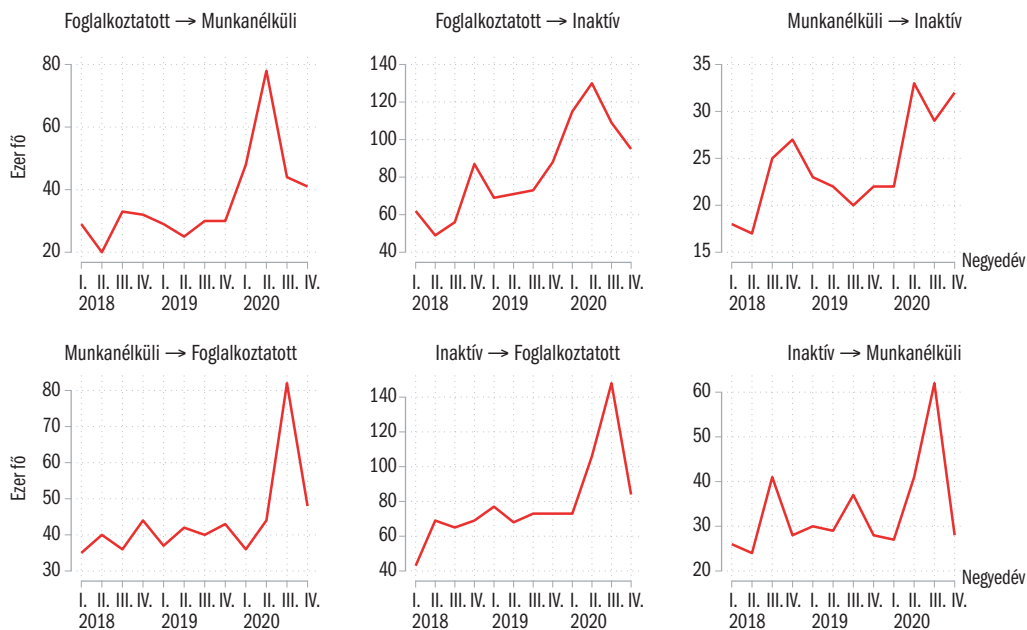 Foglalkoztatott → Munkanélküli
Foglalkoztatott → Inaktív
Munkanélküli → Inaktív
Ezer fő
80
60
40
20
I. II. III. IV. I. II. III. IV. I. II. III. IV.
2018 2019 2020
140
120
100
80
60
40
I. II. III. IV. I. II. III. IV. I. II. III. IV.
2018 2019 2020
35
30
25
20
15
Negyedév
I. II. III. IV. I. II. III. IV. I. II. III. IV.
2018 2019 2020
Munkanélküli → Foglalkoztatott
Inaktív → Foglalkoztatott
Inaktív → Munkanélküli
Ezer fő
80
70
60
50
40
30
I. II. III. IV. I. II. III. IV. I. II. III. IV.
2018 2019 2020
140
120
100
80
60
40
I. II. III. IV. I. II. III. IV. I. II. III. IV.
2018 2019 2020
60
50
40
30
20
Negyedév
I. II. III. IV. I. II. III. IV. I. II. III. IV.
2018 2019 2020